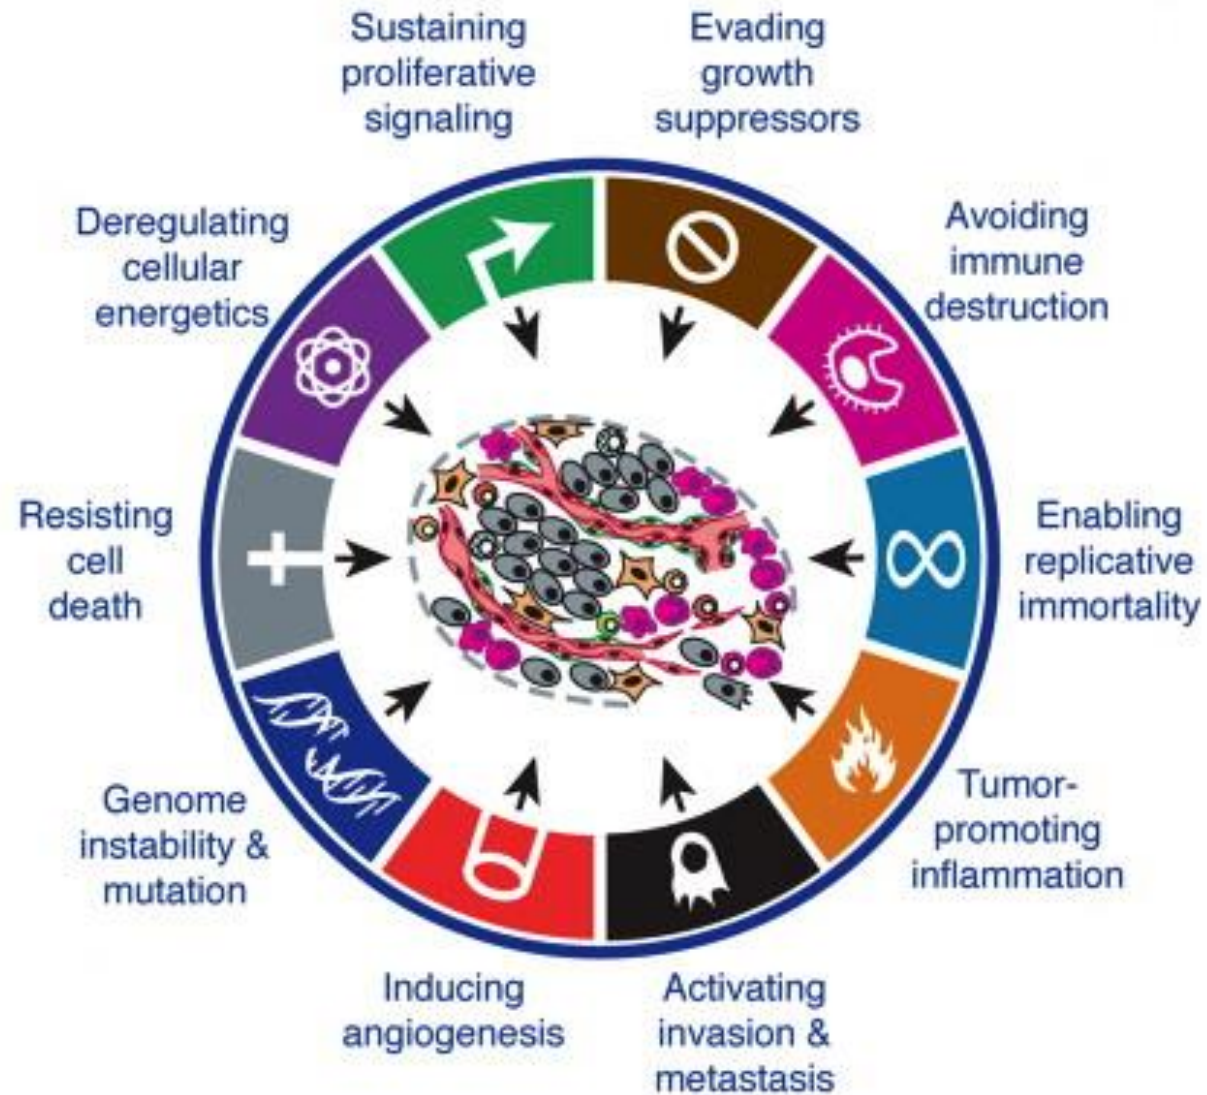 Sustaining
proliferative
signaling
Evading
growth
suppressors
Deregulating
cellular
energetics
Avoiding
immune
destruction
Resisting
cell
death
Enabling
replicative
immortality
Genome
instability &
mutation
Tumor-
promoting
inflammation
Inducing
angiogenesis
Activating
invasion &
metastasis